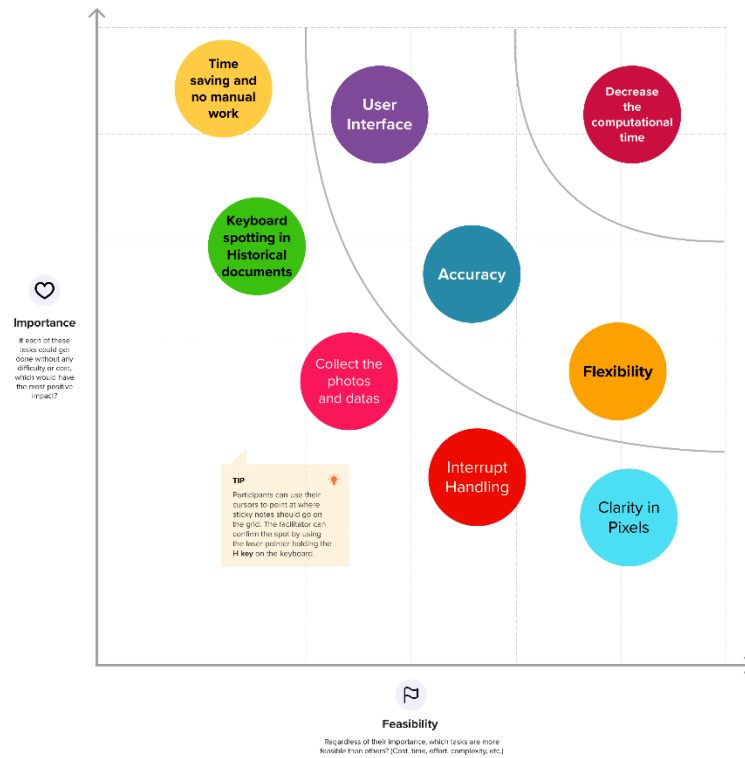 Time
saving and
no manual
work
User
Interface
Decrease
the
computational
time
Keyboard
spotting in
Historical
documents
Accuracy
Importance
If each of these
tasks could get
done without any
difficulty or cost,
which would have
the most positive
impact?
Collect the
photos
and datas
Flexibility
TIP
Participants can use their
cursors to point at where
sticky notes should go on
the grid. The facilitator can
confirm the spot by using
the laser pointer holding the
H key on the keyboard.
Interrupt
Handling
Clarity in
Pixels
Feasibility
Regardless of their importance, which tasks are more
feasible than others? (Cost, time, effort, complexity, etc.)